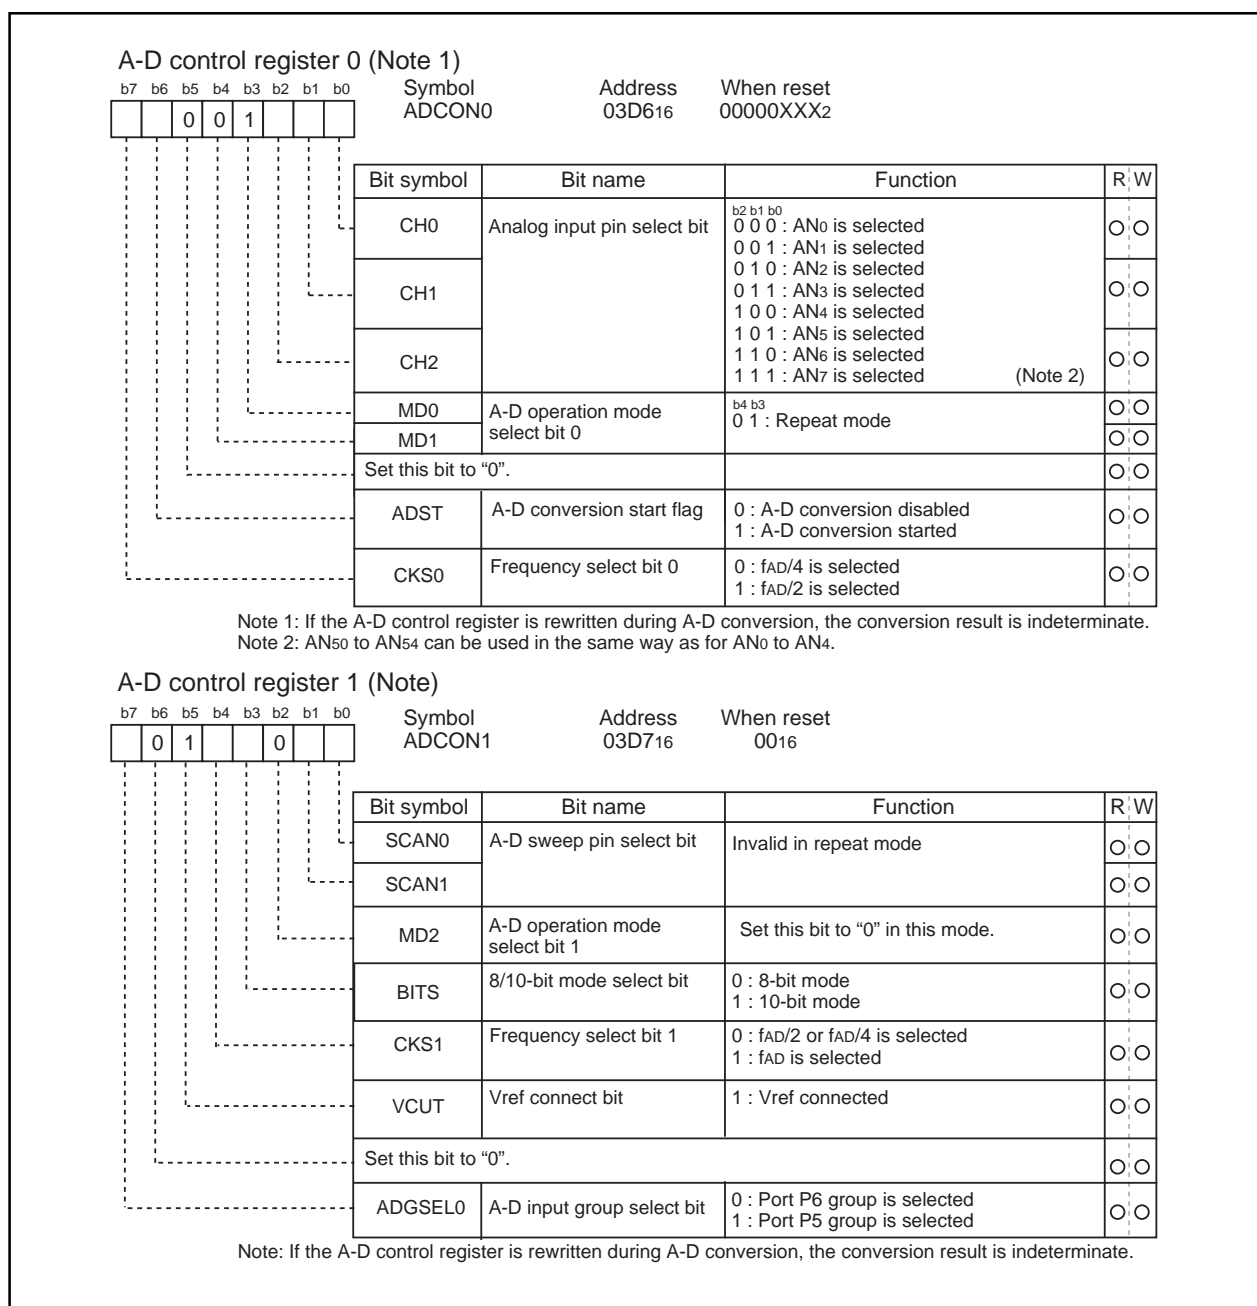 A-D control register 0 (Note 1)
b7 b6 b5 b4 b3 b2 b1 b0
Symbol Address When reset
ADCON0 03D616 00000XXX2
0 0 1
Bit symbol Bit name Function R W
CH0 Analog input pin select bit
b2 b1 b0
0 0 0 : AN0 is selected
0 0 1 : AN1 is selected
0 1 0 : AN2 is selected
CH1
0 1 1 : AN3 is selected
1 0 0 : AN4 is selected
1 0 1 : AN5 is selected
CH2
1 1 0 : AN6 is selected
1 1 1 : AN7 is selected (Note 2)
MD0 A-D operation mode
select bit 0
b4 b3
0 1 : Repeat mode
MD1
Set this bit to “0”.
ADST A-D conversion start flag 0 : A-D conversion disabled
1 : A-D conversion started
CKS0 Frequency select bit 0 0 : fAD/4 is selected
1 : fAD/2 is selected
Note 1: If the A-D control register is rewritten during A-D conversion, the conversion result is indeterminate.
Note 2: AN50 to AN54 can be used in the same way as for AN0 to AN4.
A-D control register 1 (Note)
b7 b6 b5 b4 b3 b2 b1 b0
Symbol Address When reset
ADCON1 03D716 0016
0 1 0
Bit symbol Bit name Function R W
SCAN0 A-D sweep pin select bit Invalid in repeat mode
SCAN1
MD2 A-D operation mode
select bit 1
Set this bit to “0” in this mode.
BITS 8/10-bit mode select bit 0 : 8-bit mode
1 : 10-bit mode
CKS1 Frequency select bit 1 0 : fAD/2 or fAD/4 is selected
1 : fAD is selected
VCUT Vref connect bit 1 : Vref connected
Set this bit to “0”.
ADGSEL0 A-D input group select bit 0 : Port P6 group is selected
1 : Port P5 group is selected
Note: If the A-D control register is rewritten during A-D conversion, the conversion result is indeterminate.